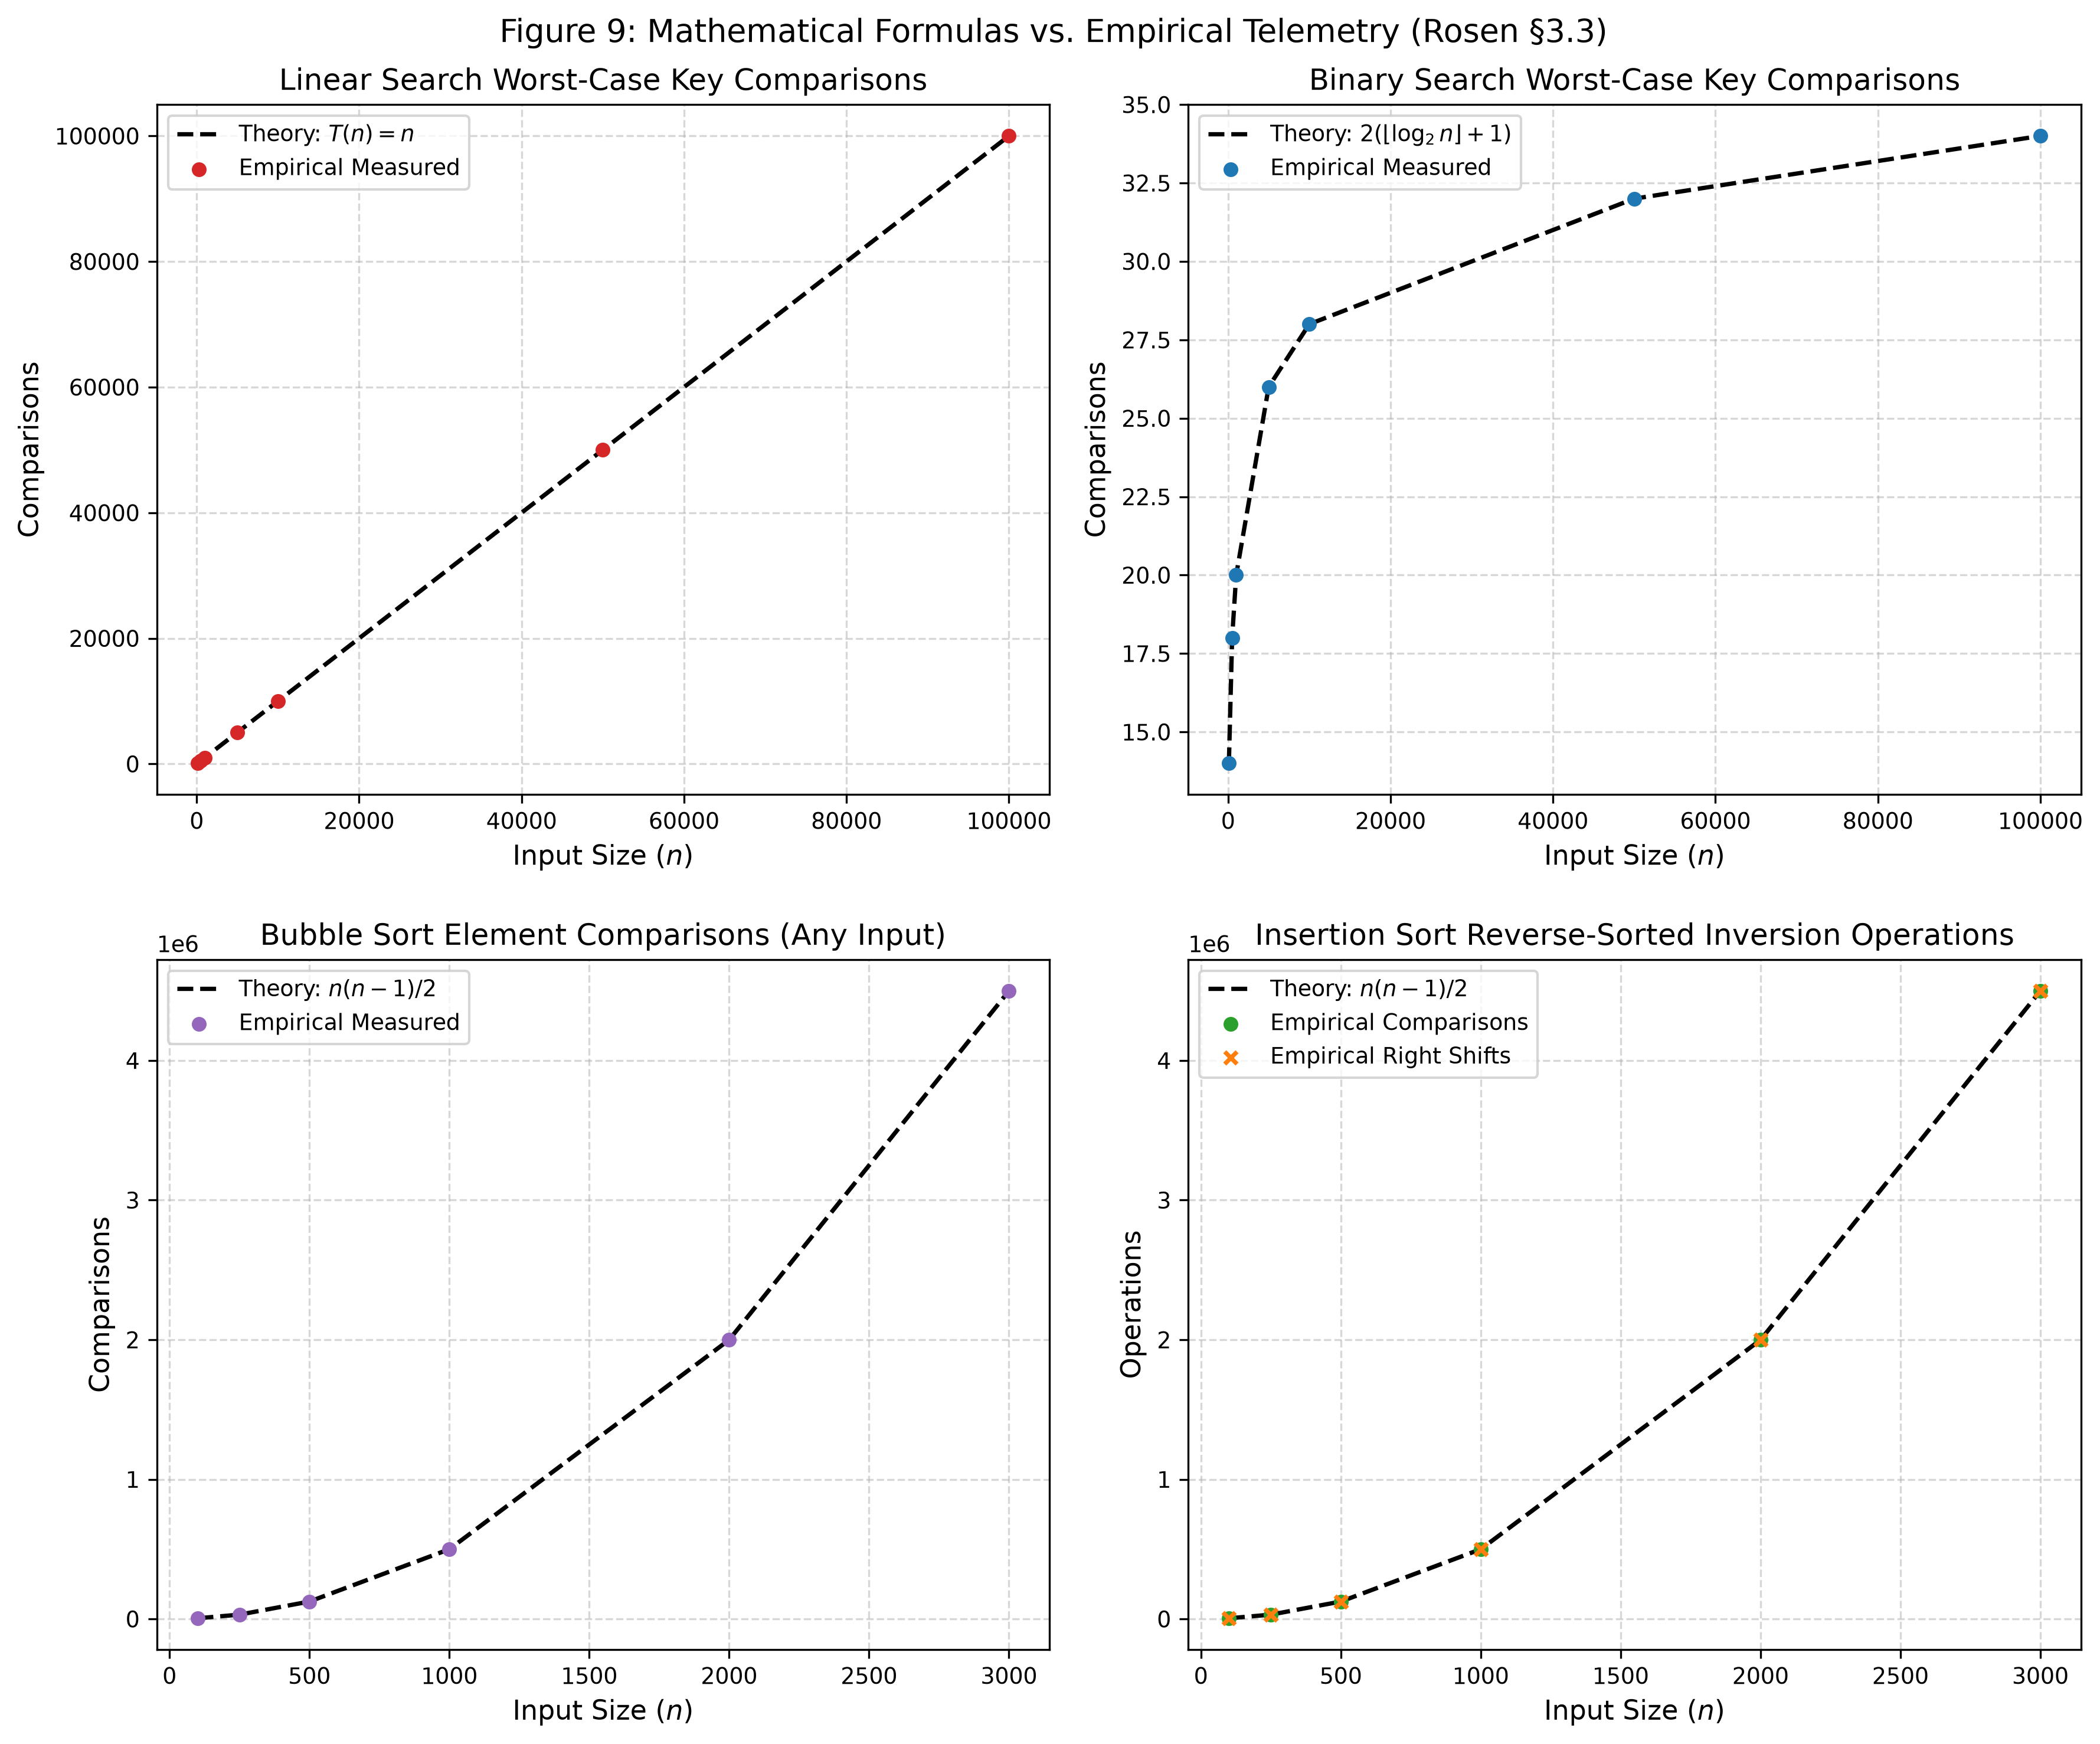 Figure 9: Mathematical Formulas vs. Empirical Telemetry (Rosen §3.3)
Linear Search Worst-Case Key Comparisons
Theory: T(n) = n
Empirical Measured
100000
80000
60000
40000
20000
0
Comparisons
0 20000 40000 60000 80000 100000
Input Size (n)
Binary Search Worst-Case Key Comparisons
Theory: 2(⌊log₂ n⌋ + 1)
Empirical Measured
35.0
32.5
30.0
27.5
25.0
22.5
20.0
17.5
15.0
Comparisons
0 20000 40000 60000 80000 100000
Input Size (n)
Bubble Sort Element Comparisons (Any Input)
1e6
Theory: n(n − 1)/2
Empirical Measured
4
3
2
1
0
Comparisons
0 500 1000 1500 2000 2500 3000
Input Size (n)
Insertion Sort Reverse-Sorted Inversion Operations
1e6
Theory: n(n − 1)/2
Empirical Comparisons
Empirical Right Shifts
4
3
2
1
0
Operations
0 500 1000 1500 2000 2500 3000
Input Size (n)